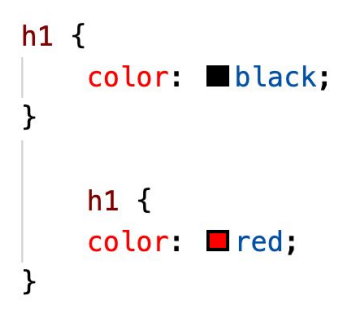 h1 {
color: black;
}
h1 {
color: red;
}